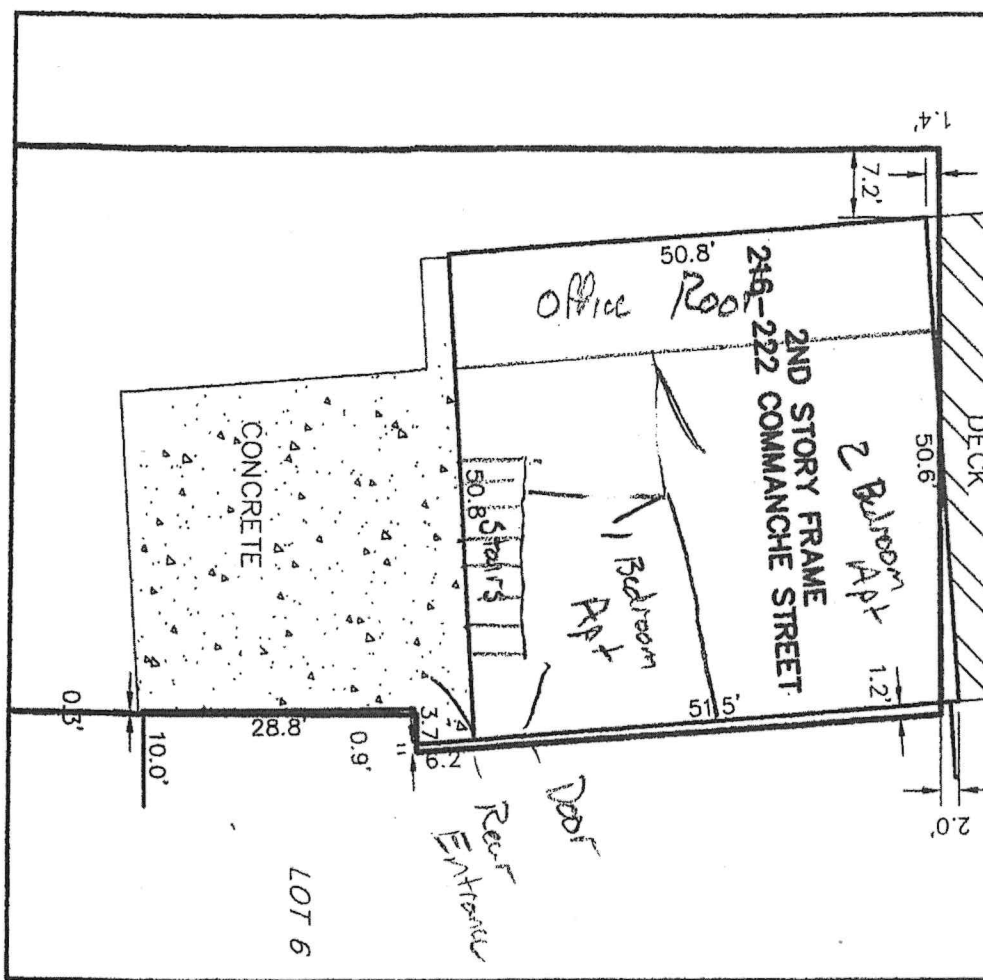 1.4'
7.2'
50.8'
Office Room
216-222 COMMANCHE STREET
2ND STORY FRAME
DECK
50.6'
2 Bedroom
Apt
CONCRETE
50.8'
Stairs
1 Bedroom
Apt
1.2'
51.5'
0.3'
10.0'
28.8'
0.9'
3.7
6.2
2.0'
Door
Rear
Entrance
LOT 6